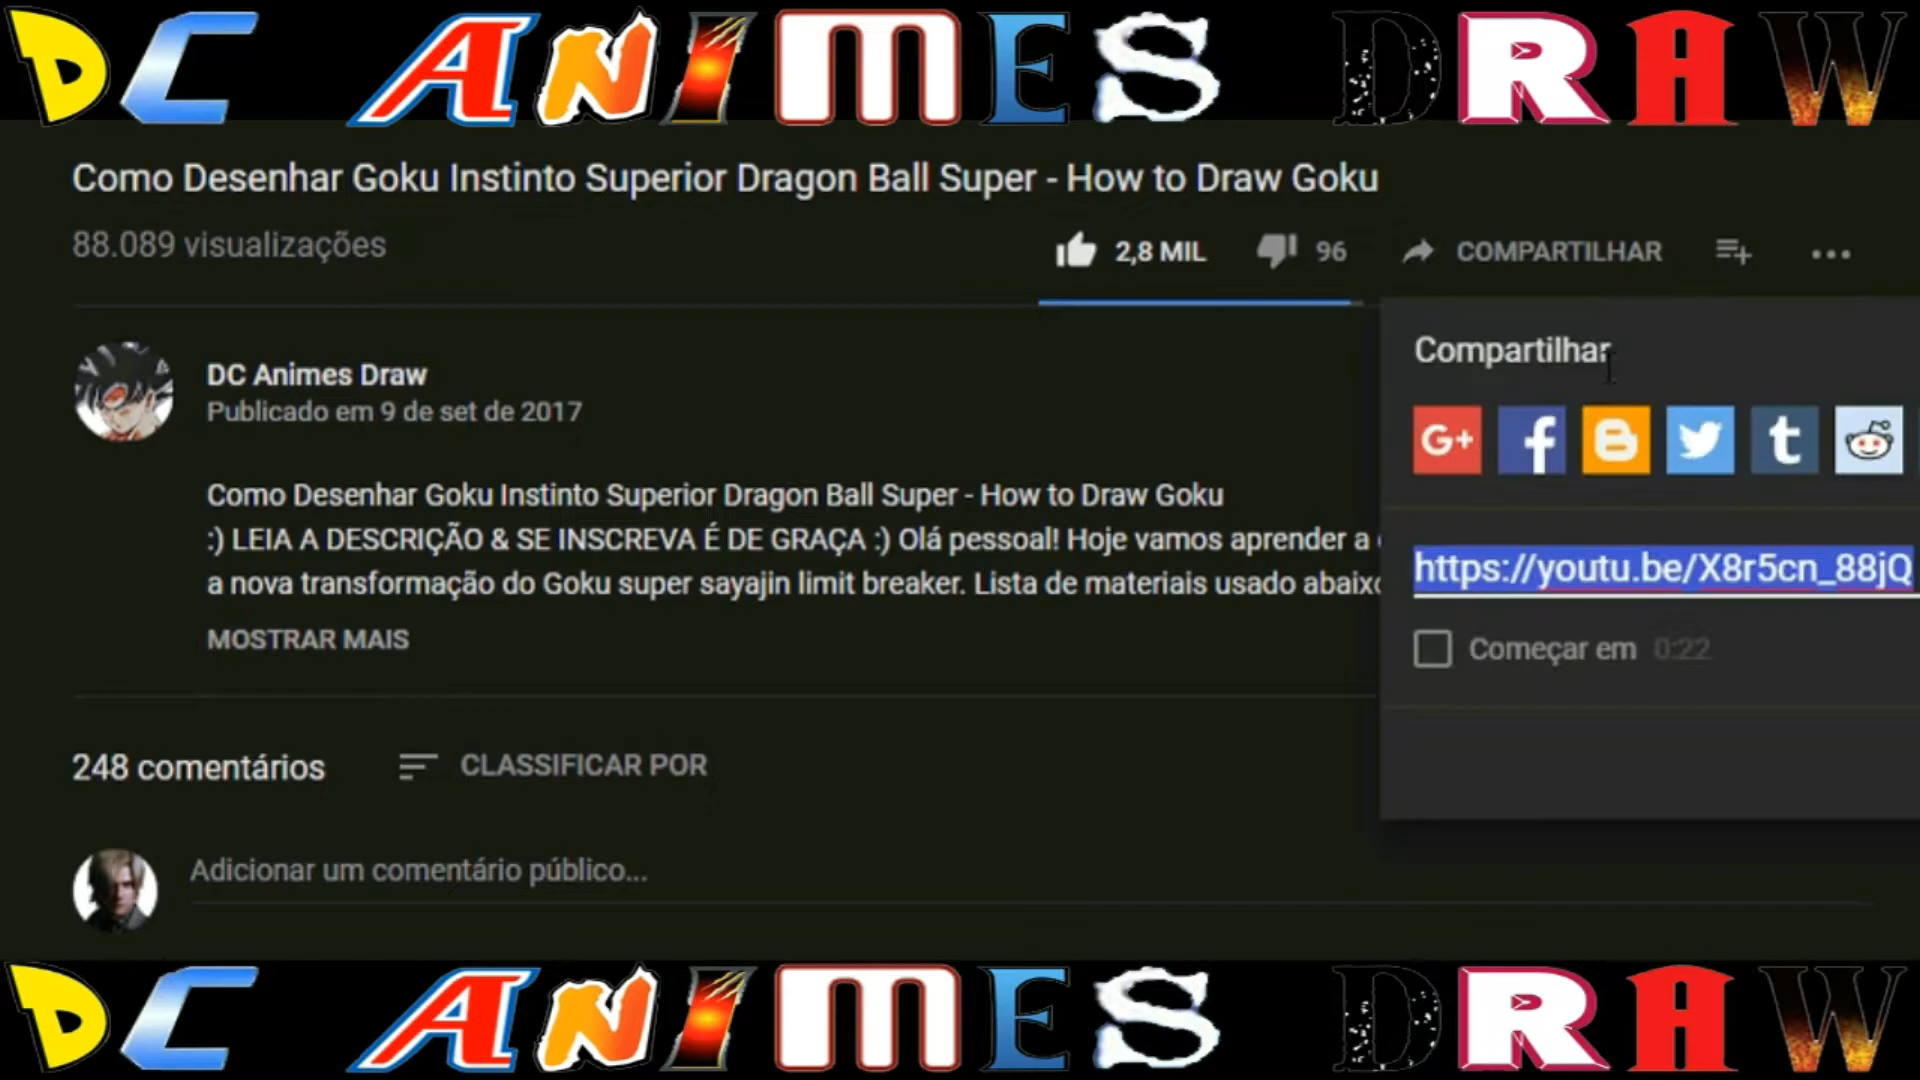 DC ANIMES DRAW
Como Desenhar Goku Instinto Superior Dragon Ball Super - How to Draw Goku
88.089 visualizações
2,8 MIL
96
COMPARTILHAR
DC Animes Draw
Publicado em 9 de set de 2017
Como Desenhar Goku Instinto Superior Dragon Ball Super - How to Draw Goku
:) LEIA A DESCRIÇÃO & SE INSCREVA É DE GRAÇA :) Olá pessoal! Hoje vamos aprender a
a nova transformação do Goku super sayajin limit breaker. Lista de materiais usado
MOSTRAR MAIS
Compartilhar
G+
f
B
t
https://youtu.be/X8r5cn_88jQ
Começar em 0:22
248 comentários
CLASSIFICAR POR
Adicionar um comentário público...
DC ANIMES DRAW